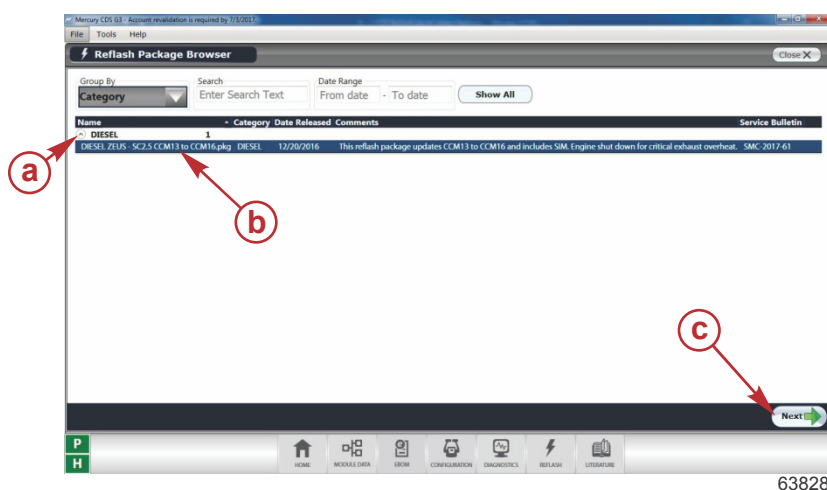 Mercury CDS G3 - Account revalidation is required by 7/3/2017.
File Tools Help
Reflash Package Browser
Close X
Group By Search Date Range
Category Enter Search Text From date - To date Show All
Name Category Date Released Comments Service Bulletin
DIESEL 1
DIESEL ZEUS - SC2.5 CCM13 to CCM16.pkg DIESEL 12/20/2016 This reflash package updates CCM13 to CCM16 and includes SIM. Engine shut down for critical exhaust overheat. SMC-2017-61
a
b
c
Next
P
H
HOME MODULE DATA EROM CONFIGURATION DIAGNOSTICS REFLASH LITERATURE
63828